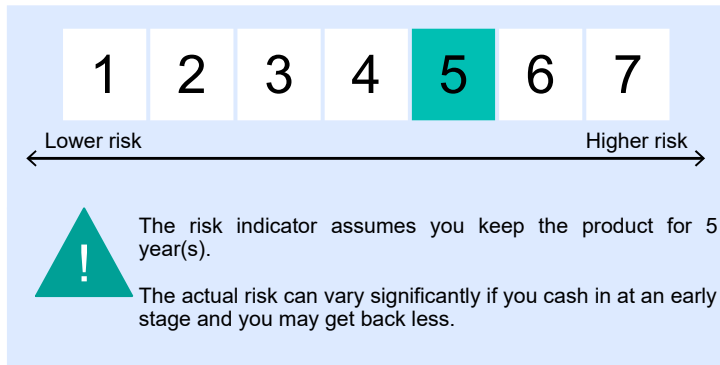 1 2 3 4 5 6 7
Lower risk Higher risk
!
The risk indicator assumes you keep the product for 5
year(s).
The actual risk can vary significantly if you cash in at an early
stage and you may get back less.